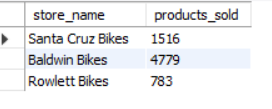 store_name products_sold
Santa Cruz Bikes 1516
Baldwin Bikes 4779
Rowlett Bikes 783